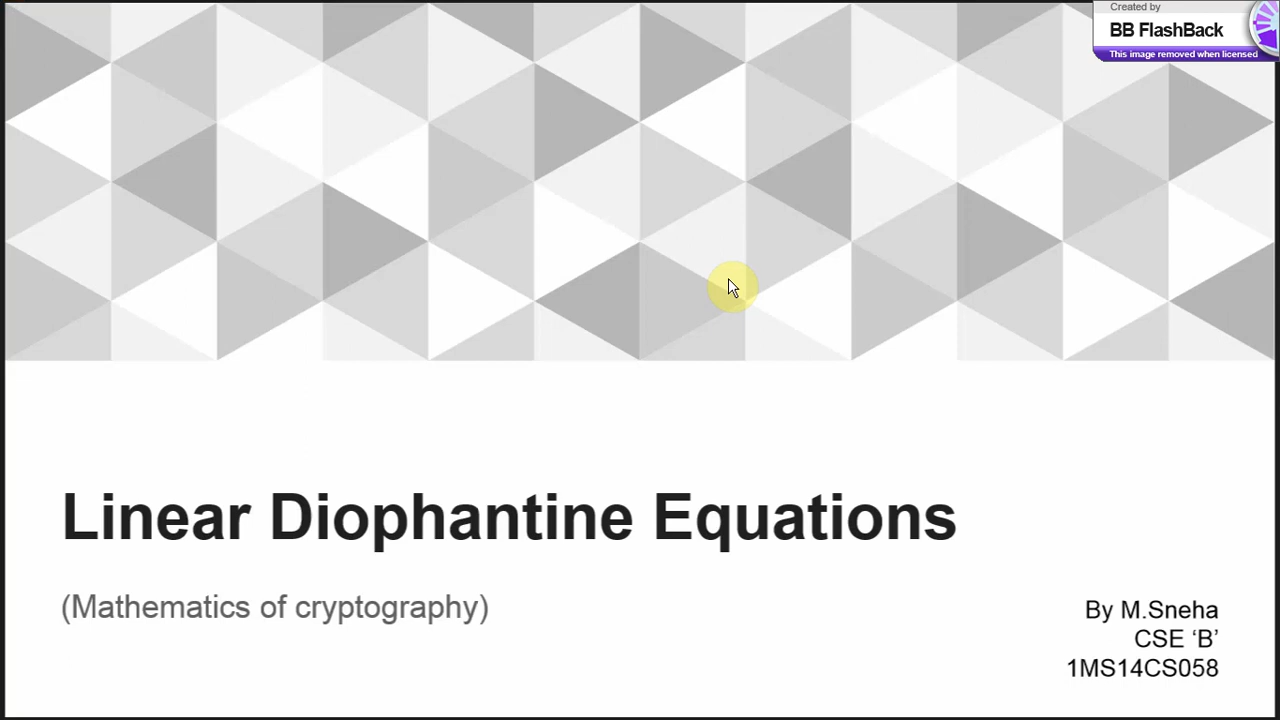 Created by
BB FlashBack
This image removed when licensed
Linear Diophantine Equations
(Mathematics of cryptography)
By M.Sneha
CSE ‘B’
1MS14CS058